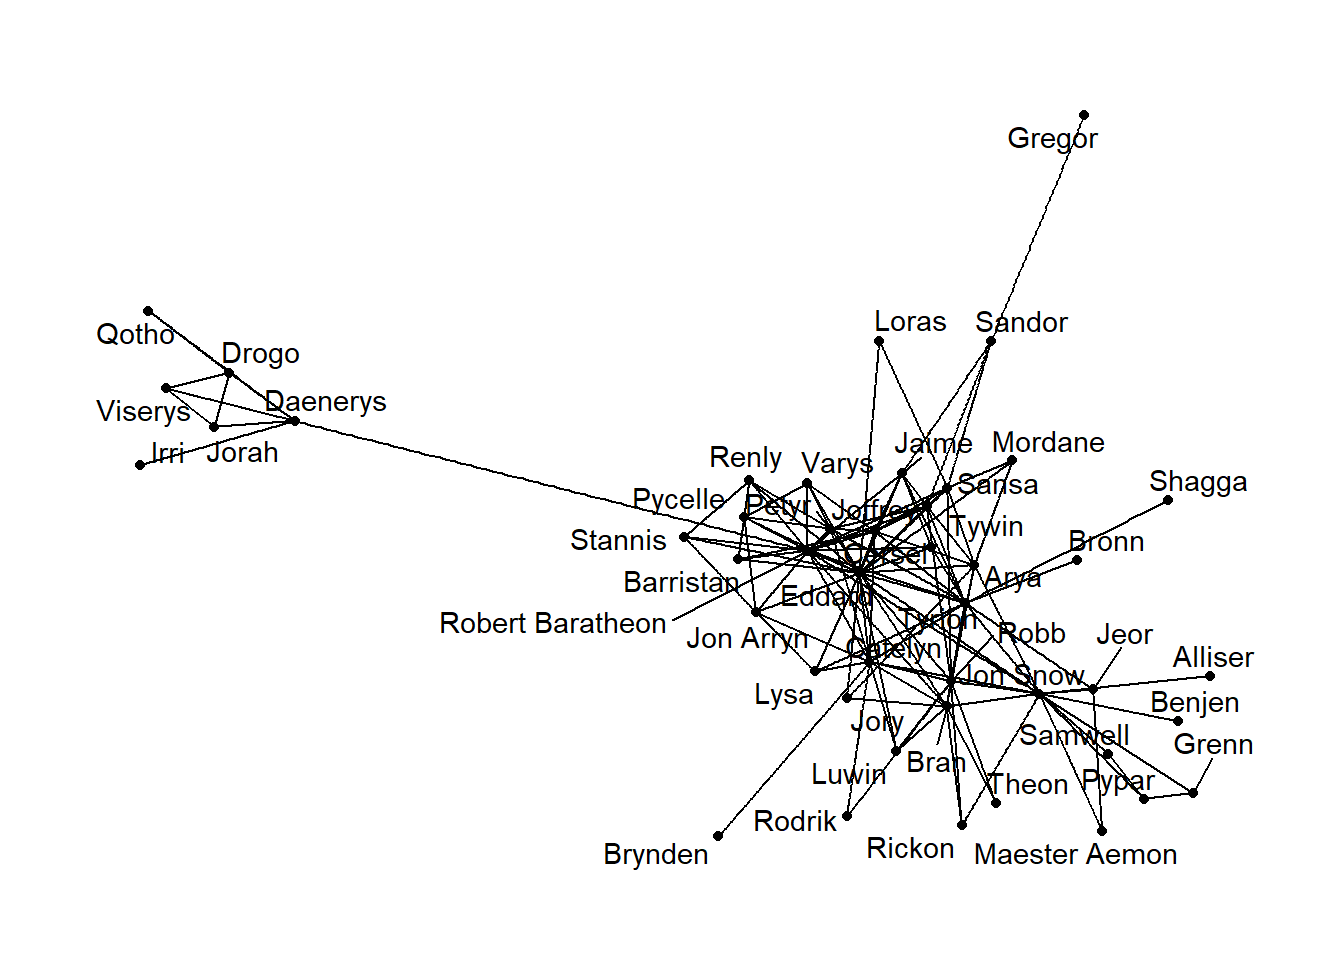 Gregor
Loras
Sandor
Qotho
Drogo
Daenerys
Viserys
Irri
Jorah
Renly
Varys
Jaime
Mordane
Pycelle
Petyr
Joffrey
Sansa
Shagga
Stannis
Tywin
Bronn
Cersei
Barristan
Arya
Eddard
Robert Baratheon
Jon Arryn
Tyrion
Robb
Jeor
Catelyn
Alliser
Lysa
Jon Snow
Benjen
Jory
Samwell
Grenn
Luwin
Bran
Theon
Pypar
Rodrik
Brynden
Rickon
Maester Aemon